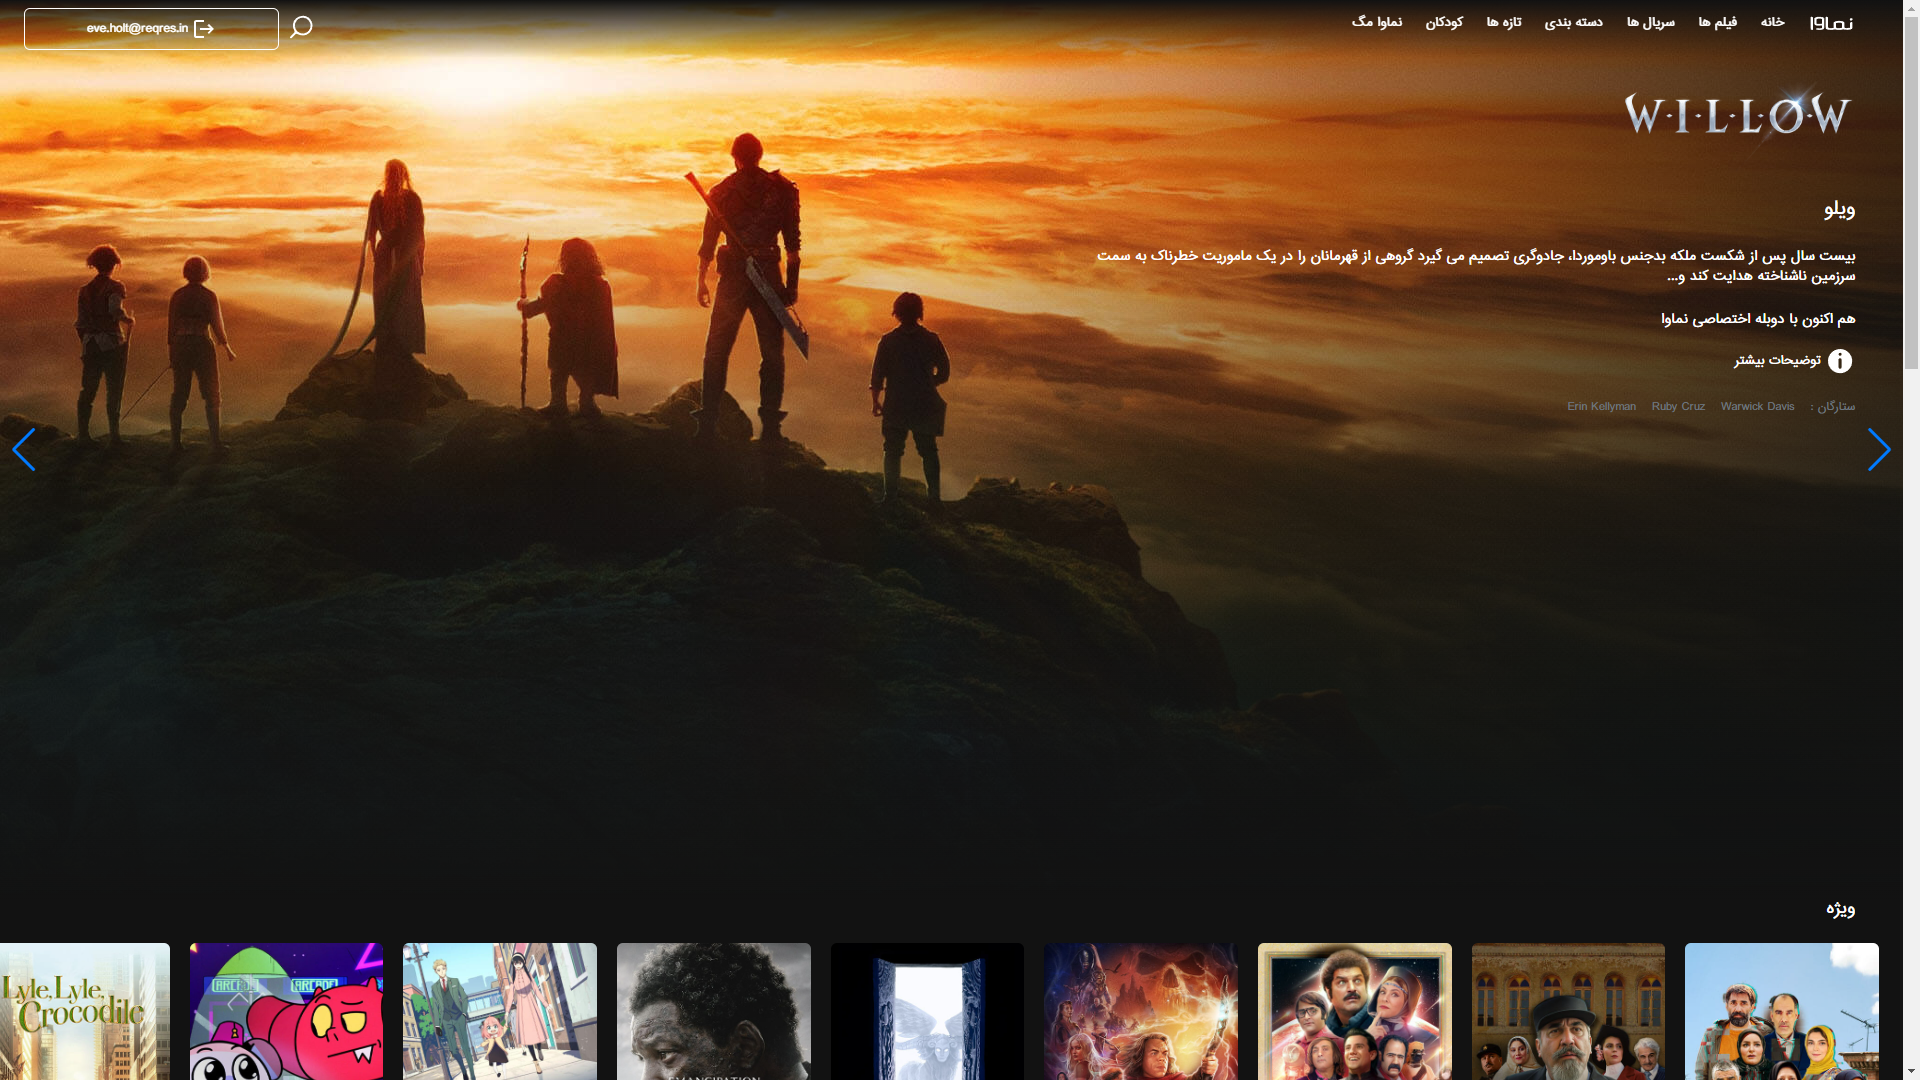 نماوا
خانه
فیلم ها
سریال ها
دسته بندی
تازه ها
کودکان
نماوا مگ
eve.holt@reqres.in
W·I·L·L·O·W
ویلو
بیست سال پس از شکست ملکه بدجنس باوموردا، جادوگری تصمیم می گیرد گروهی از قهرمانان را در یک ماموریت خطرناک به سمت
سرزمین ناشناخته هدایت کند و...
هم اکنون با دوبله اختصاصی نماوا
توضیحات بیشتر
ستارگان : Warwick Davis Ruby Cruz Erin Kellyman
ویژه
Lyle, Lyle,
Crocodile
ARCADE!
EMANCIPATION